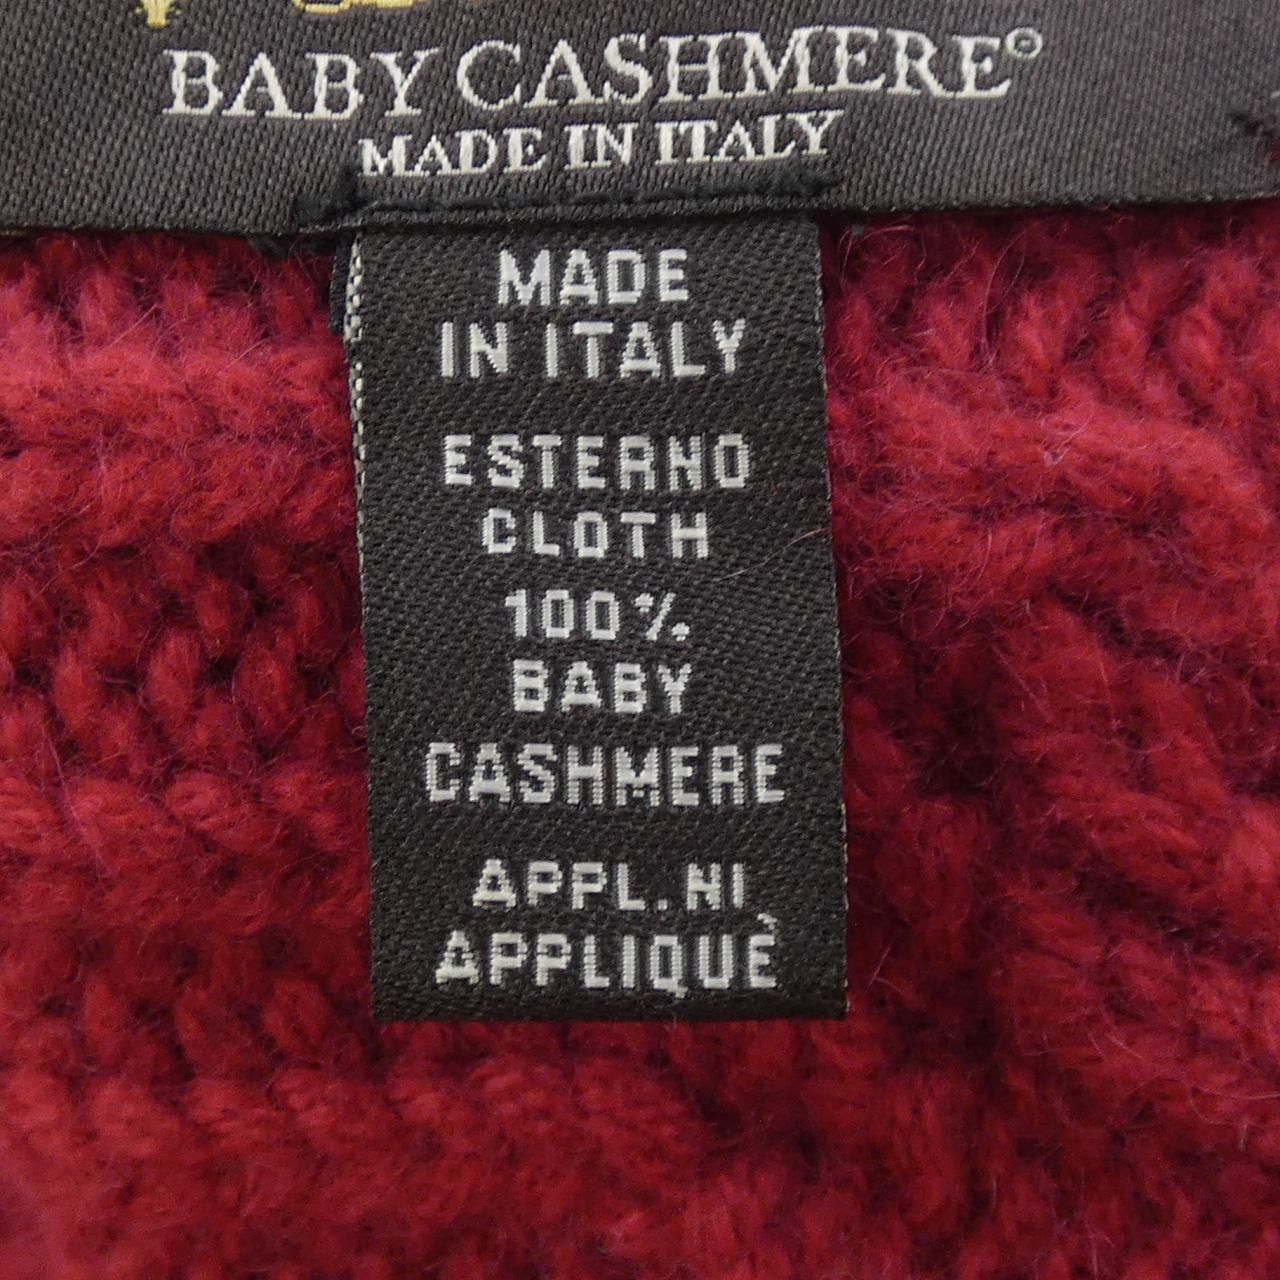 BABY CASHMERE©
MADE IN ITALY
MADE
IN ITALY
ESTERNO
CLOTH
100%
BABY
CASHMERE
APPL.NI
APPLIQUÈ